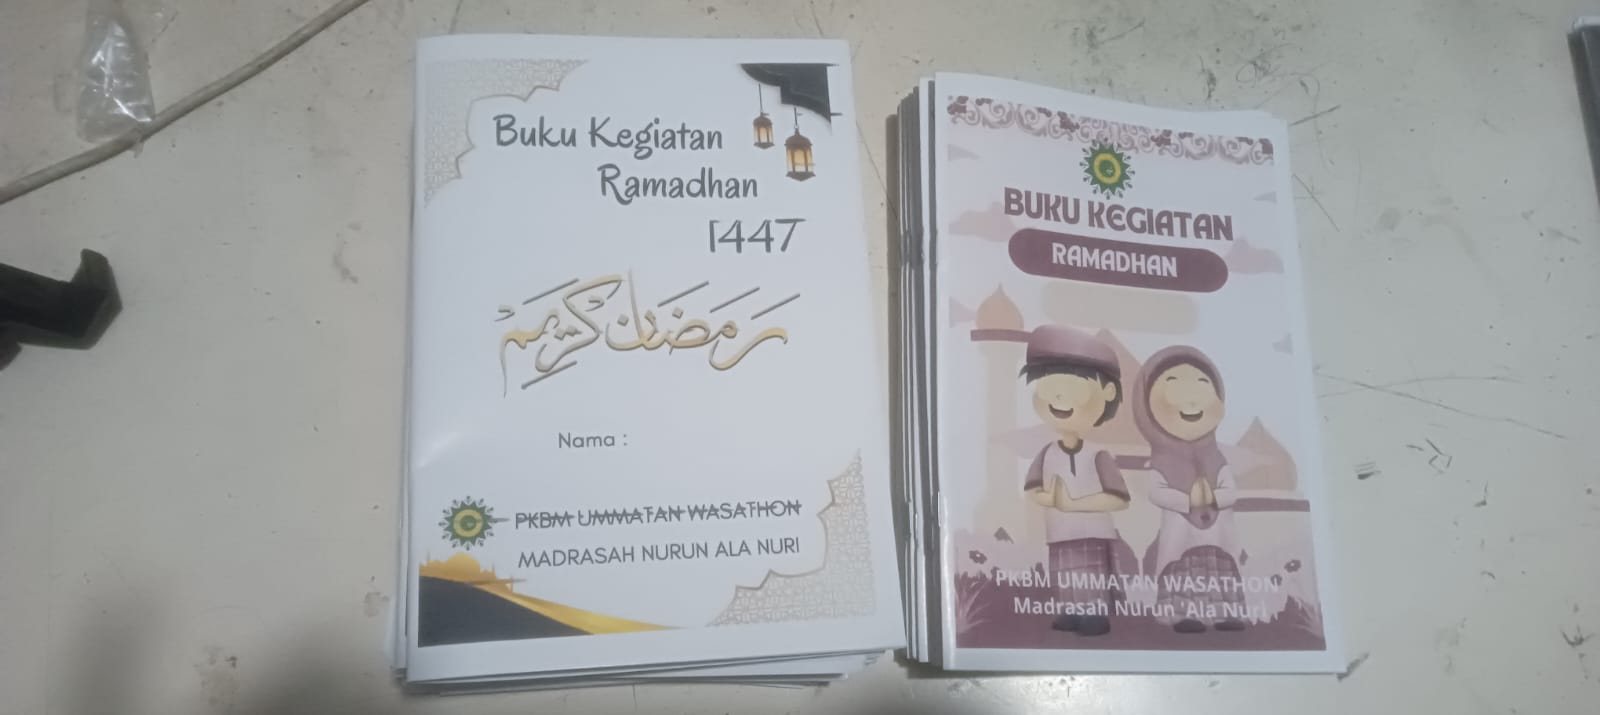 Buku Kegiatan
Ramadhan
1447
رمضان كريم
Nama :
PKBM UMMATAN WASATHON
MADRASAH NURUN ALA NURI
BUKU KEGIATAN
RAMADHAN
PKBM UMMATAN WASATHON
Madrasah Nurun 'Ala Nuri